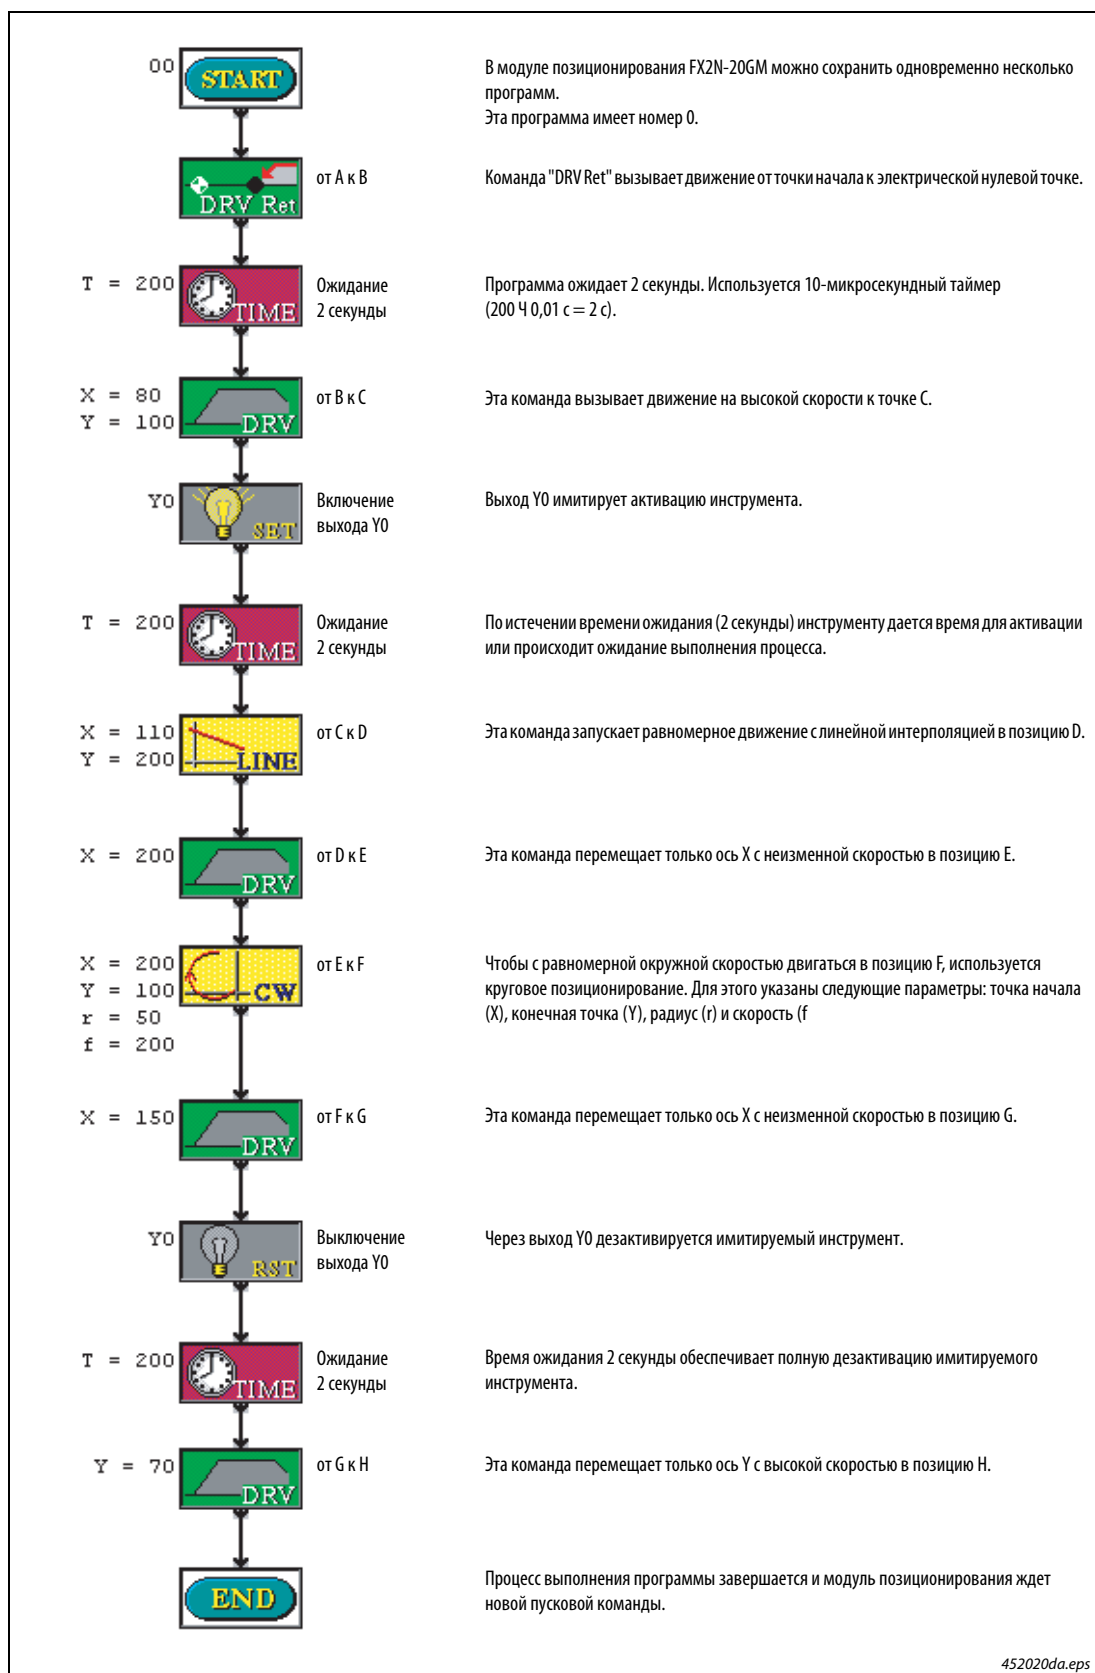 00
START
В модуле позиционирования FX2N-20GM можно сохранить одновременно несколько
программ.
Эта программа имеет номер 0.
DRV Ret
от A к B
Команда "DRV Ret" вызывает движение от точки начала к электрической нулевой точке.
T = 200
TIME
Ожидание
2 секунды
Программа ожидает 2 секунды. Используется 10-микросекундный таймер
(200 Ч 0,01 с = 2 с).
X = 80
Y = 100
DRV
от B к C
Эта команда вызывает движение на высокой скорости к точке C.
Y0
SET
Включение
выхода Y0
Выход Y0 имитирует активацию инструмента.
T = 200
TIME
Ожидание
2 секунды
По истечении времени ожидания (2 секунды) инструменту дается время для активации
или происходит ожидание выполнения процесса.
X = 110
Y = 200
LINE
от C к D
Эта команда запускает равномерное движение с линейной интерполяцией в позицию D.
X = 200
DRV
от D к E
Эта команда перемещает только ось X с неизменной скоростью в позицию E.
X = 200
Y = 100
r = 50
f = 200
CW
от E к F
Чтобы с равномерной окружной скоростью двигаться в позицию F, используется
круговое позиционирование. Для этого указаны следующие параметры: точка начала
(X), конечная точка (Y), радиус (r) и скорость (f
X = 150
DRV
от F к G
Эта команда перемещает только ось X с неизменной скоростью в позицию G.
Y0
RST
Выключение
выхода Y0
Через выход Y0 дезактивируется имитируемый инструмент.
T = 200
TIME
Ожидание
2 секунды
Время ожидания 2 секунды обеспечивает полную дезактивацию имитируемого
инструмента.
Y = 70
DRV
от G к H
Эта команда перемещает только ось Y с высокой скоростью в позицию H.
END
Процесс выполнения программы завершается и модуль позиционирования ждет
новой пусковой команды.
452020da.eps